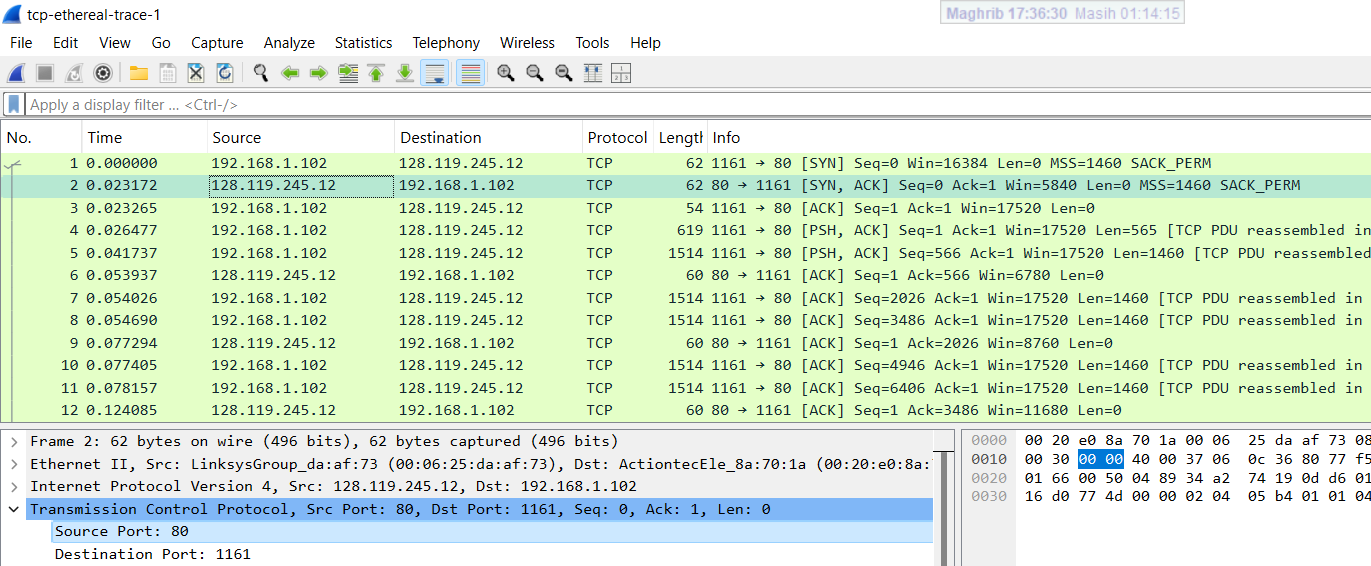 tcp-ethereal-trace-1
Maghrib 17:36:30 Masih 01:14:15
File Edit View Go Capture Analyze Statistics Telephony Wireless Tools Help
Apply a display filter ... <Ctrl-/>
No. Time Source Destination Protocol Length Info
1 0.000000 192.168.1.102 128.119.245.12 TCP 62 1161 → 80 [SYN] Seq=0 Win=16384 Len=0 MSS=1460 SACK_PERM
2 0.023172 128.119.245.12 192.168.1.102 TCP 62 80 → 1161 [SYN, ACK] Seq=0 Ack=1 Win=5840 Len=0 MSS=1460 SACK_PERM
3 0.023265 192.168.1.102 128.119.245.12 TCP 54 1161 → 80 [ACK] Seq=1 Ack=1 Win=17520 Len=0
4 0.026477 192.168.1.102 128.119.245.12 TCP 619 1161 → 80 [PSH, ACK] Seq=1 Ack=1 Win=17520 Len=565 [TCP PDU reassembled in
5 0.041737 192.168.1.102 128.119.245.12 TCP 1514 1161 → 80 [PSH, ACK] Seq=566 Ack=1 Win=17520 Len=1460 [TCP PDU reassembled
6 0.053937 128.119.245.12 192.168.1.102 TCP 60 80 → 1161 [ACK] Seq=1 Ack=566 Win=6780 Len=0
7 0.054026 192.168.1.102 128.119.245.12 TCP 1514 1161 → 80 [ACK] Seq=2026 Ack=1 Win=17520 Len=1460 [TCP PDU reassembled in
8 0.054690 192.168.1.102 128.119.245.12 TCP 1514 1161 → 80 [ACK] Seq=3486 Ack=1 Win=17520 Len=1460 [TCP PDU reassembled in
9 0.077294 128.119.245.12 192.168.1.102 TCP 60 80 → 1161 [ACK] Seq=1 Ack=2026 Win=8760 Len=0
10 0.077405 192.168.1.102 128.119.245.12 TCP 1514 1161 → 80 [ACK] Seq=4946 Ack=1 Win=17520 Len=1460 [TCP PDU reassembled in
11 0.078157 192.168.1.102 128.119.245.12 TCP 1514 1161 → 80 [ACK] Seq=6406 Ack=1 Win=17520 Len=1460 [TCP PDU reassembled in
12 0.124085 128.119.245.12 192.168.1.102 TCP 60 80 → 1161 [ACK] Seq=1 Ack=3486 Win=11680 Len=0
Frame 2: 62 bytes on wire (496 bits), 62 bytes captured (496 bits)
Ethernet II, Src: LinksysGroup_da:af:73 (00:06:25:da:af:73), Dst: ActiontecEle_8a:70:1a (00:20:e0:8a:
Internet Protocol Version 4, Src: 128.119.245.12, Dst: 192.168.1.102
Transmission Control Protocol, Src Port: 80, Dst Port: 1161, Seq: 0, Ack: 1, Len: 0
Source Port: 80
Destination Port: 1161
0000 00 20 e0 8a 70 1a 00 06 25 da af 73 08
0010 00 30 00 00 40 00 37 06 0c 36 80 77 f5
0020 01 66 00 50 04 89 34 a2 74 19 0d d6 01
0030 16 d0 77 4d 00 00 02 04 05 b4 01 01 04